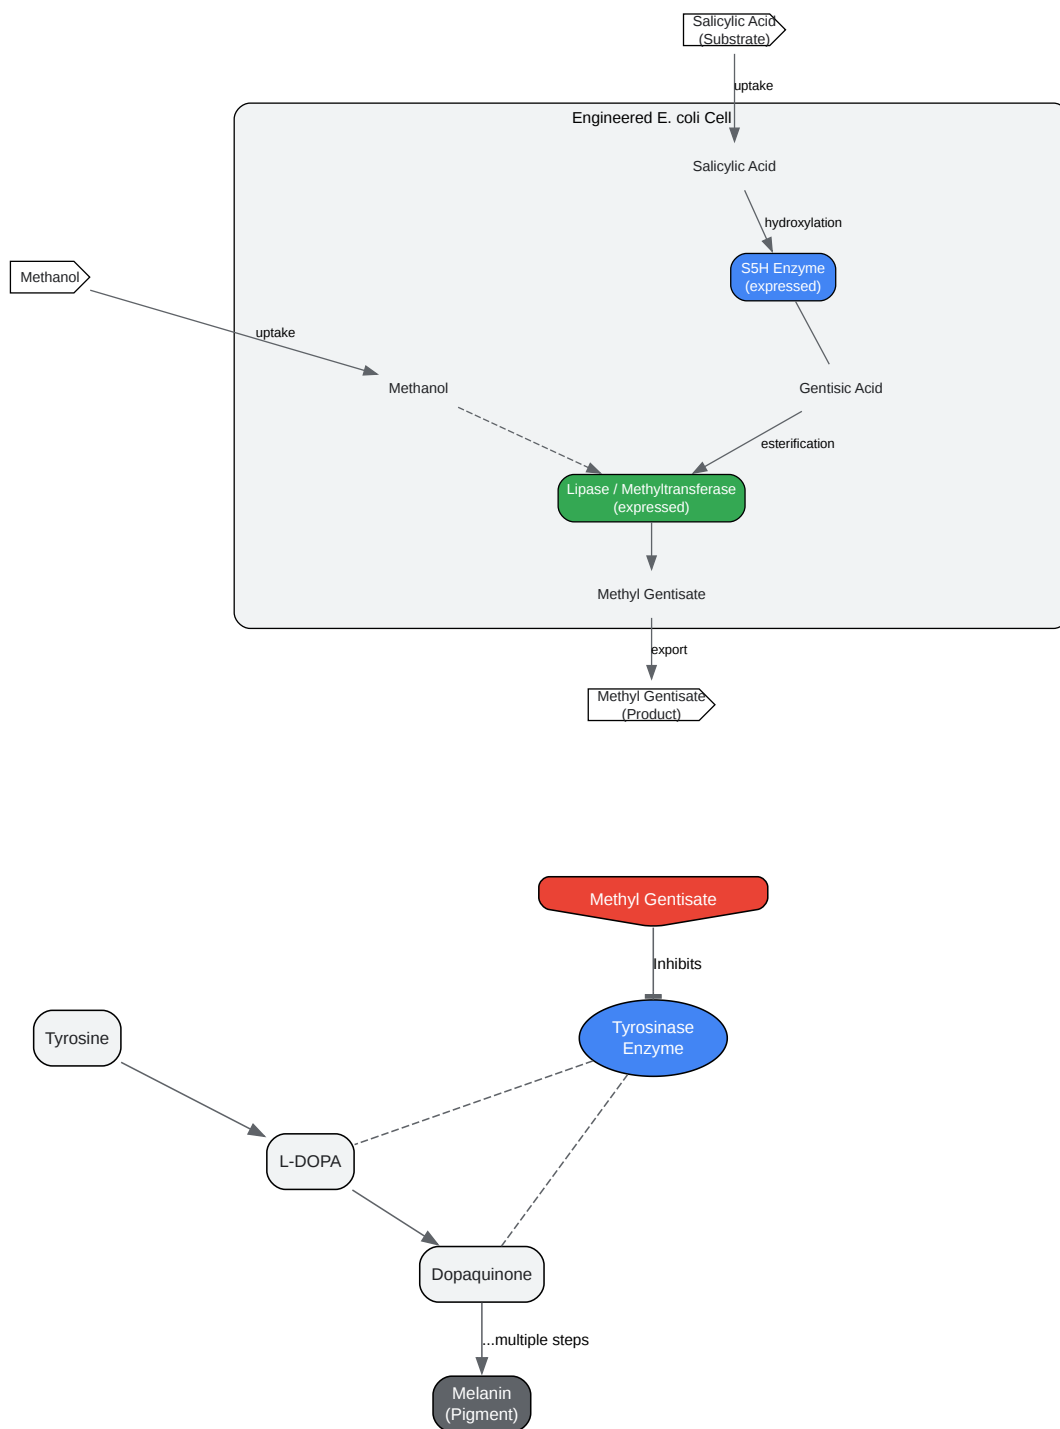 Salicylic Acid
(Substrate)
uptake
Engineered E. coli Cell
Salicylic Acid
hydroxylation
S5H Enzyme
(expressed)
Methanol
uptake
Methanol
Gentisic Acid
esterification
Lipase / Methyltransferase
(expressed)
Methyl Gentisate
export
Methyl Gentisate
(Product)
Methyl Gentisate
Inhibits
Tyrosinase
Enzyme
Tyrosine
L-DOPA
Dopaquinone
...multiple steps
Melanin
(Pigment)